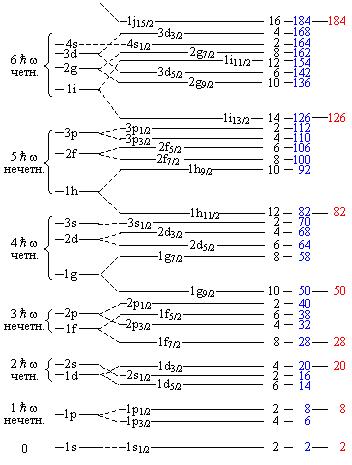 1j15/2 16 184 184
3d3/2 4 168
4s 4s1/2 2 164
6 ħ ω 3d 2g7/2 8 162
четн. 1i11/2 12 154
2g 3d5/2 6 142
2g9/2 10 136
1i
1i13/2 14 126 126
3p 3p1/2 2 112
3p3/2 4 110
2f 2f5/2 6 106
5 ħ ω 2f7/2 8 100
нечетн. 1h9/2 10 92
1h
1h11/2 12 82 82
3s 3s1/2 2 70
2d 2d3/2 4 68
4 ħ ω 2d5/2 6 64
четн. 1g7/2 8 58
1g
1g9/2 10 50 50
2p1/2 2 40
3 ħ ω 2p 1f5/2 6 38
нечетн. 1f 2p3/2 4 32
1f7/2 8 28 28
2 ħ ω 2s 1d3/2 4 20 20
четн. 1d 2s1/2 2 16
1d5/2 6 14
1 ħ ω 1p 1p1/2 2 8 8
нечетн. 1p3/2 4 6
0 1s 1s1/2 2 2 2